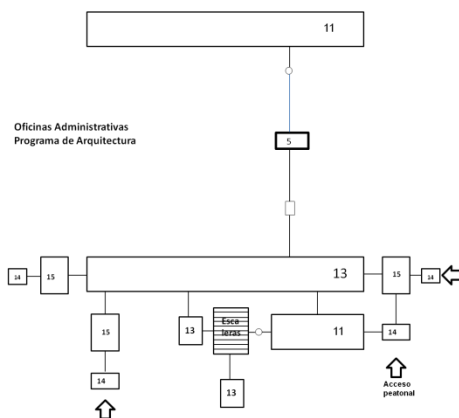 11
Oficinas Administrativas
Programa de Arquitectura
5
13
14
15
15
14
15
13
Esca
leras
11
14
14
13
Acceso
peatonal